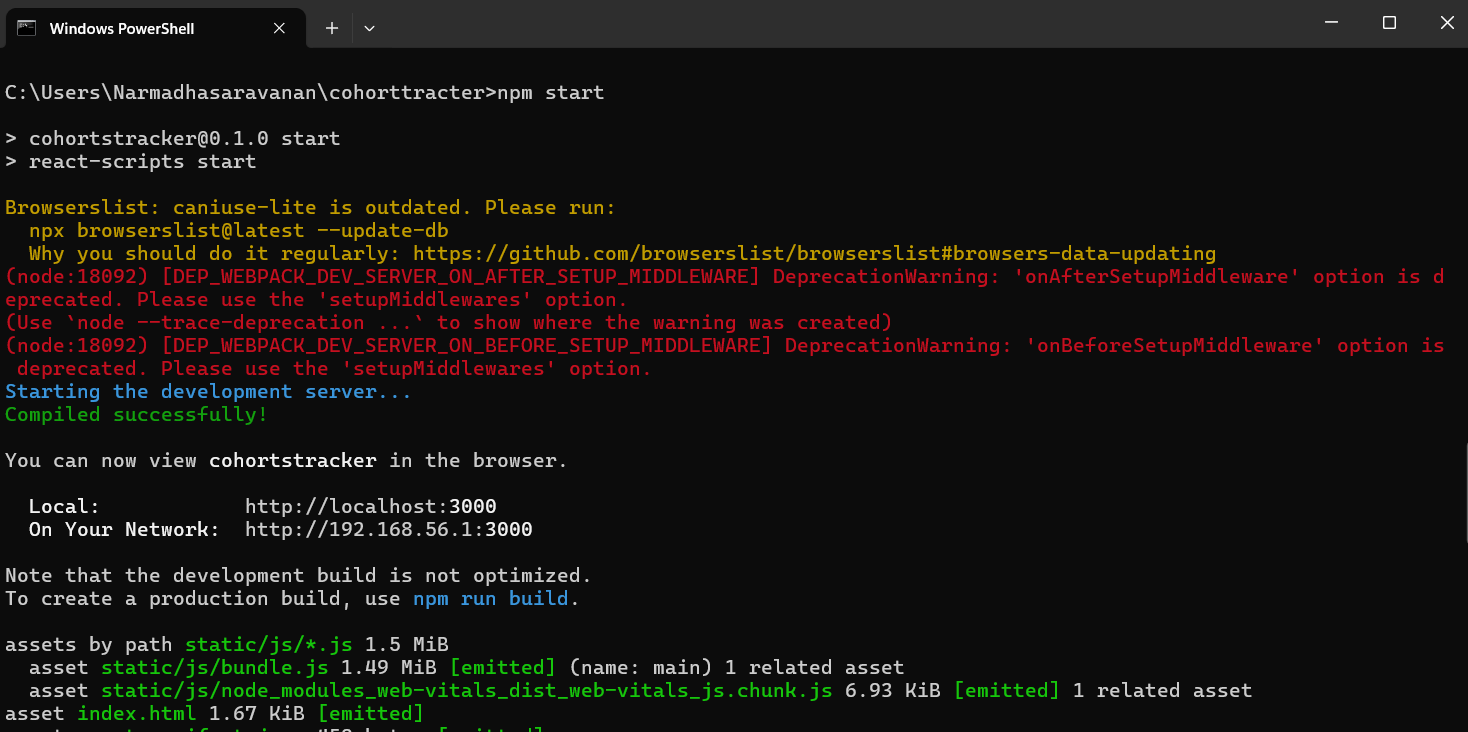 Windows PowerShell
C:\Users\Narmadhasaravanan\cohorttracter>npm start
> cohortstracker@0.1.0 start
> react-scripts start
Browserslist: caniuse-lite is outdated. Please run:
  npx browserslist@latest --update-db
  Why you should do it regularly: https://github.com/browserslist/browserslist#browsers-data-updating
(node:18092) [DEP_WEBPACK_DEV_SERVER_ON_AFTER_SETUP_MIDDLEWARE] DeprecationWarning: 'onAfterSetupMiddleware' option is d
eprecated. Please use the 'setupMiddlewares' option.
(Use `node --trace-deprecation ...` to show where the warning was created)
(node:18092) [DEP_WEBPACK_DEV_SERVER_ON_BEFORE_SETUP_MIDDLEWARE] DeprecationWarning: 'onBeforeSetupMiddleware' option is
 deprecated. Please use the 'setupMiddlewares' option.
Starting the development server...
Compiled successfully!
You can now view cohortstracker in the browser.
  Local:            http://localhost:3000
  On Your Network:  http://192.168.56.1:3000
Note that the development build is not optimized.
To create a production build, use npm run build.
assets by path static/js/*.js 1.5 MiB
  asset static/js/bundle.js 1.49 MiB [emitted] (name: main) 1 related asset
  asset static/js/node_modules_web-vitals_dist_web-vitals_js.chunk.js 6.93 KiB [emitted] 1 related asset
asset index.html 1.67 KiB [emitted]